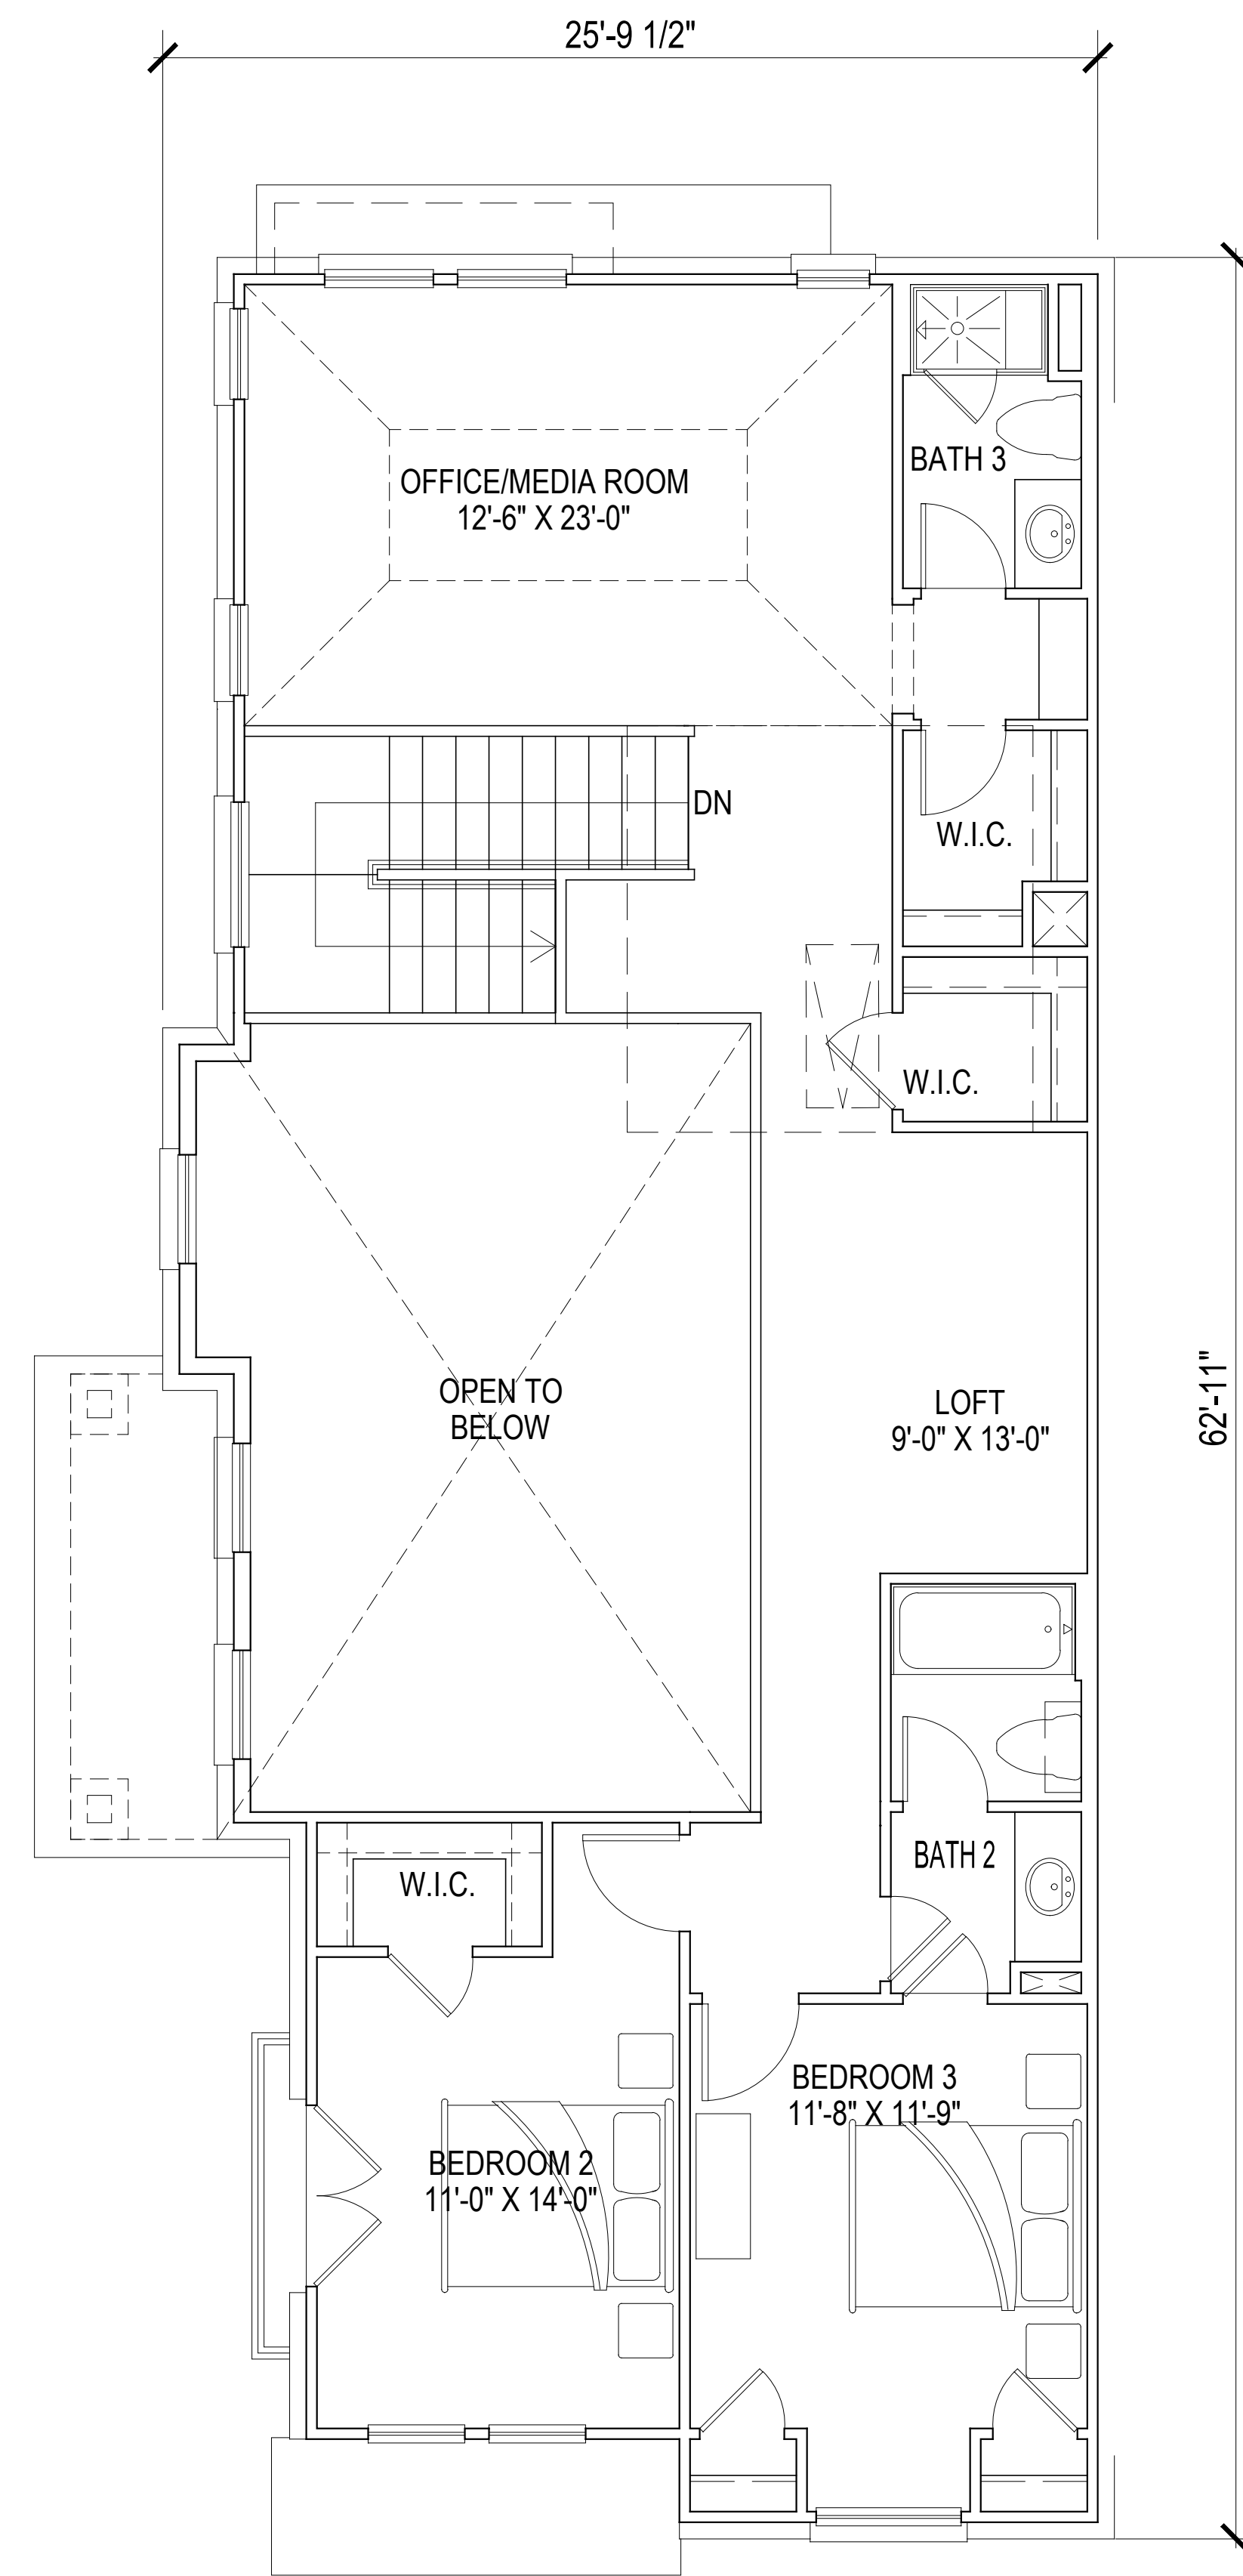 25'-9 1/2"
OFFICE/MEDIA ROOM
12'-6" X 23'-0"
BATH 3
DN
W.I.C.
W.I.C.
OPEN TO
BELOW
LOFT
9'-0" X 13'-0"
62'-11"
BATH 2
W.I.C.
BEDROOM 3
11'-8" X 11'-9"
BEDROOM 2
11'-0" X 14'-0"